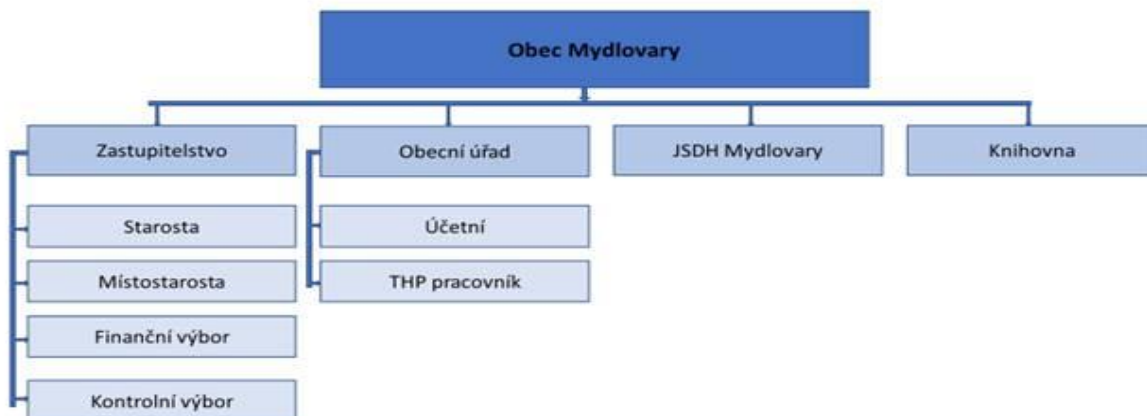 Obec Mydlovary
Zastupitelstvo
Obecní úřad
JSDH Mydlovary
Knihovna
Starosta
Účetní
Místostarosta
THP pracovník
Finanční výbor
Kontrolní výbor